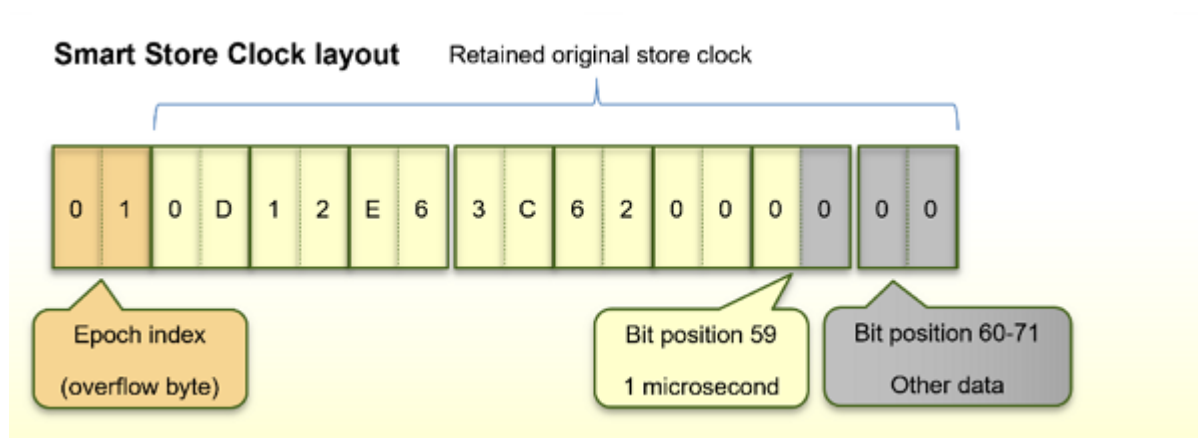 Smart Store Clock layout Retained original store clock
0 1 0 D 1 2 E 6 3 C 6 2 0 0 0 0 0 0
Epoch index
(overflow byte)
Bit position 59
1 microsecond
Bit position 60-71
Other data